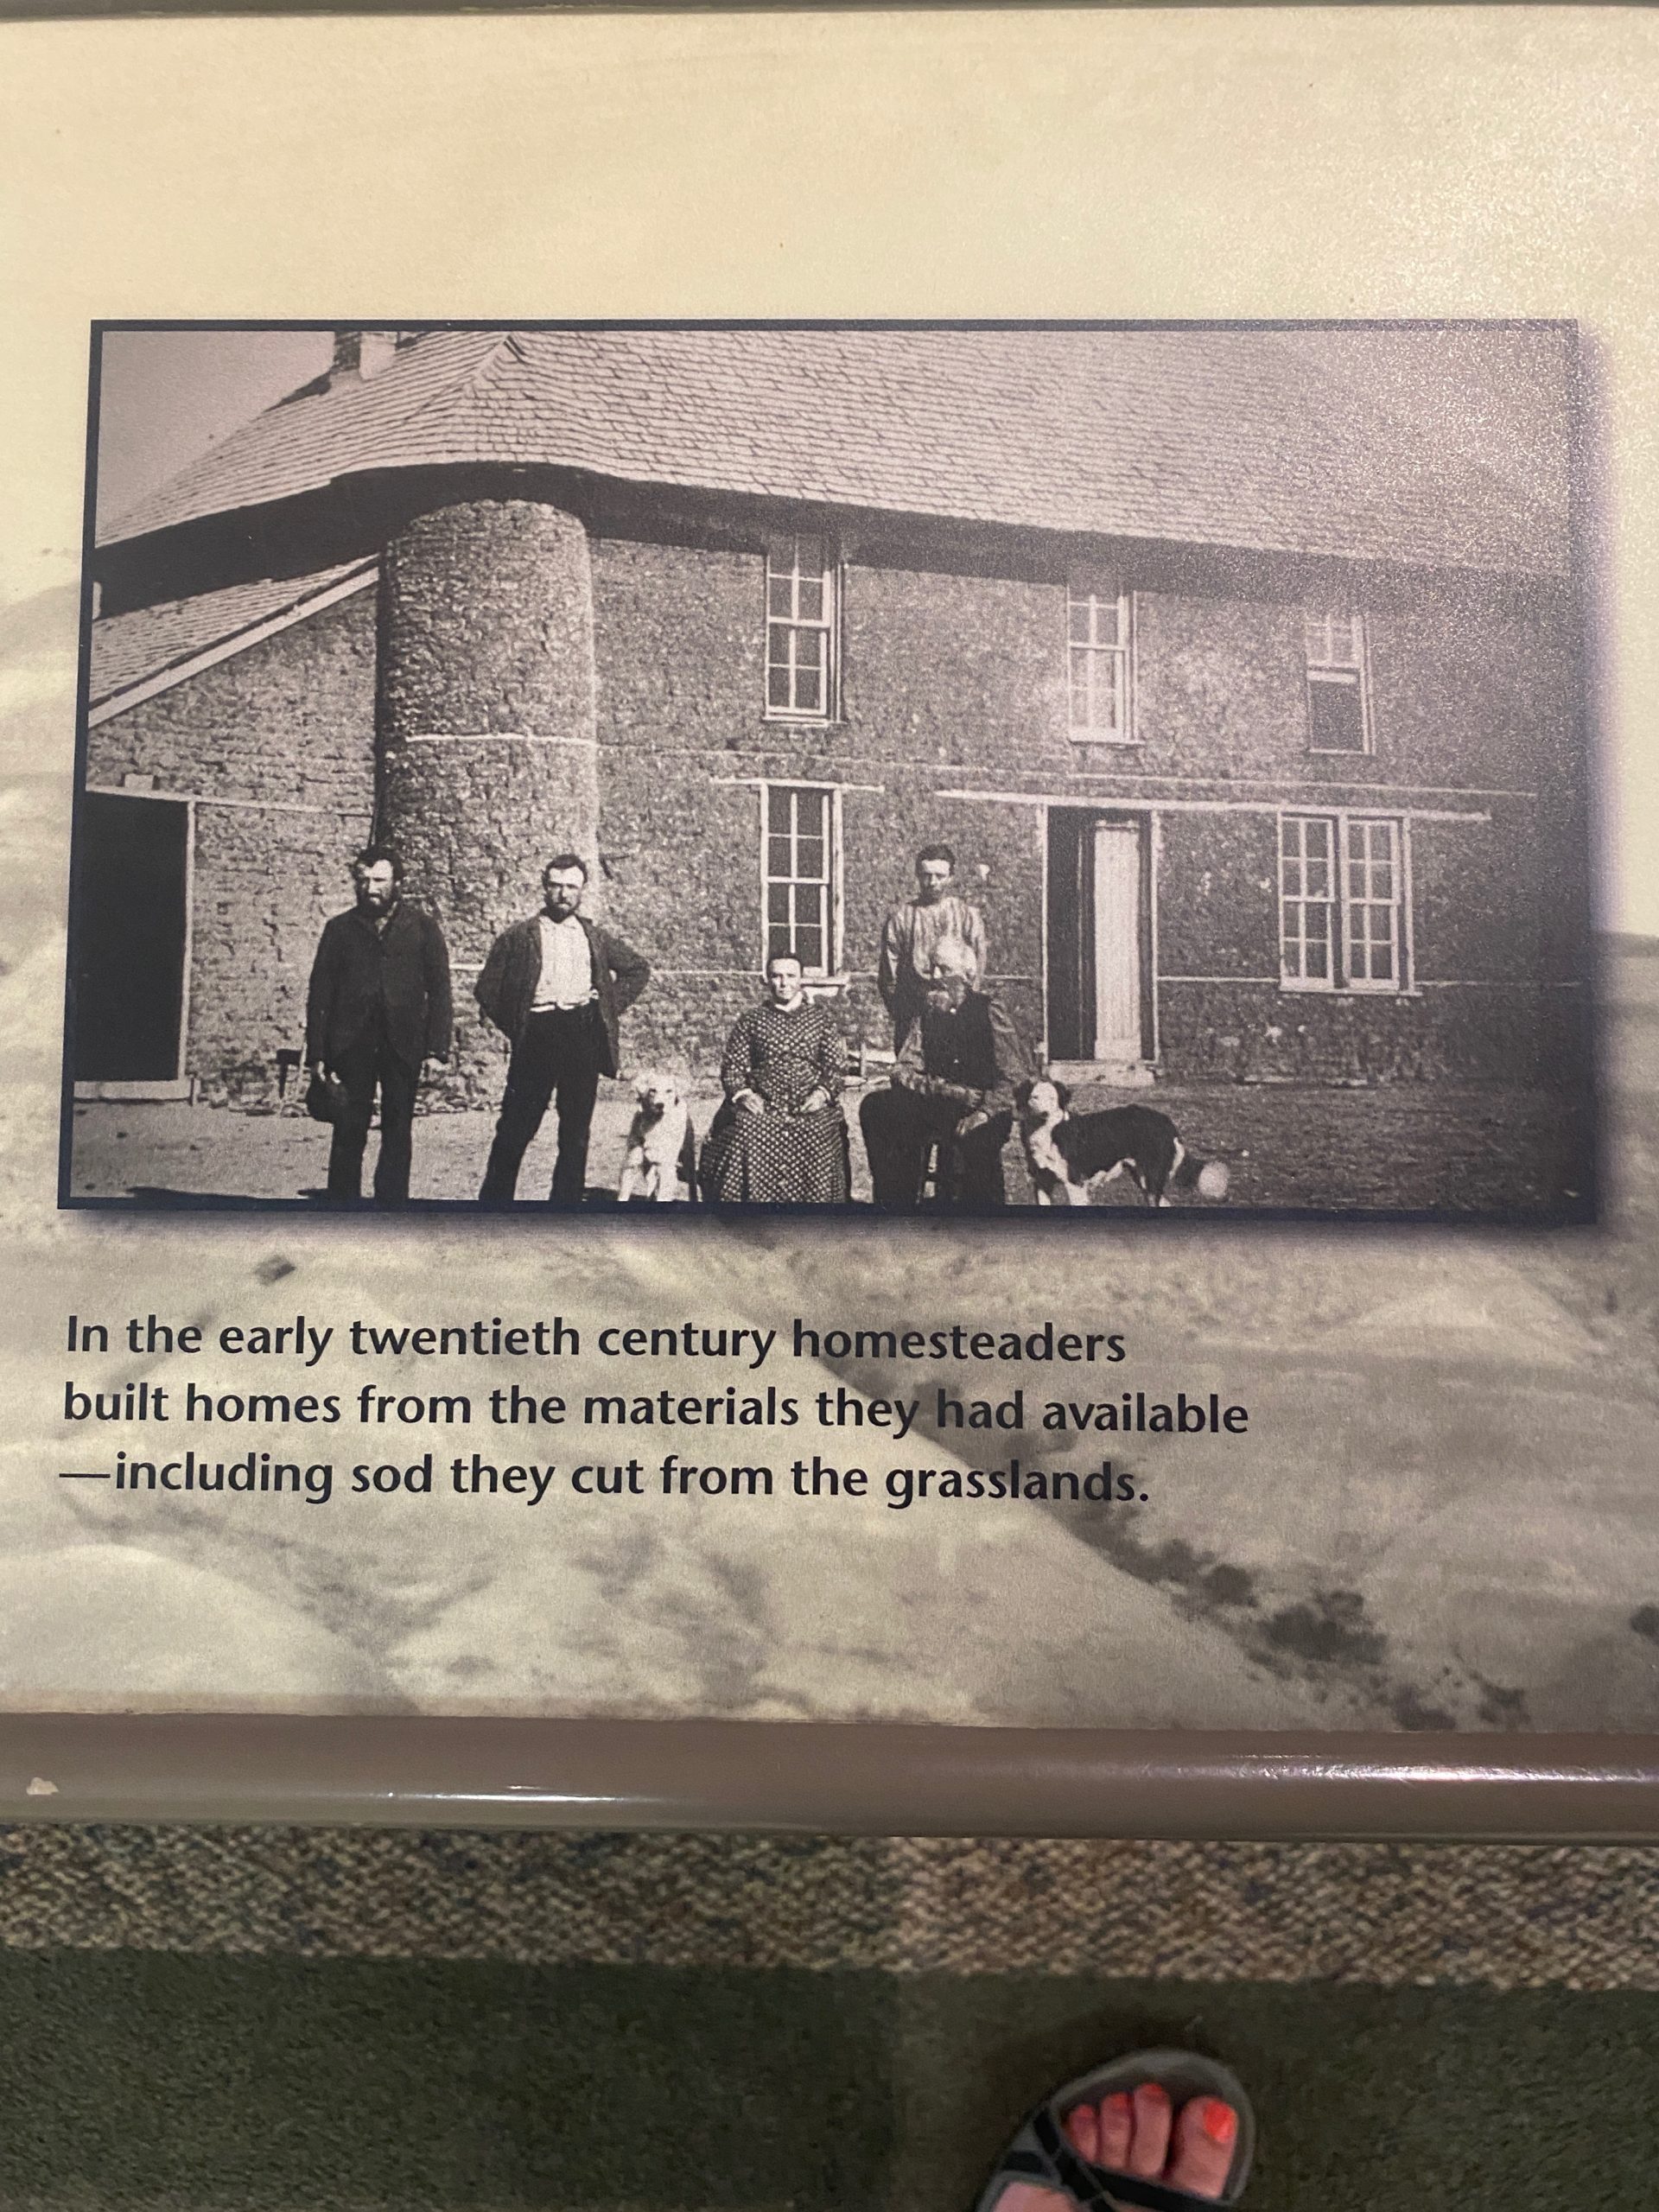 In the early twentieth century homesteaders
built homes from the materials they had available
—including sod they cut from the grasslands.